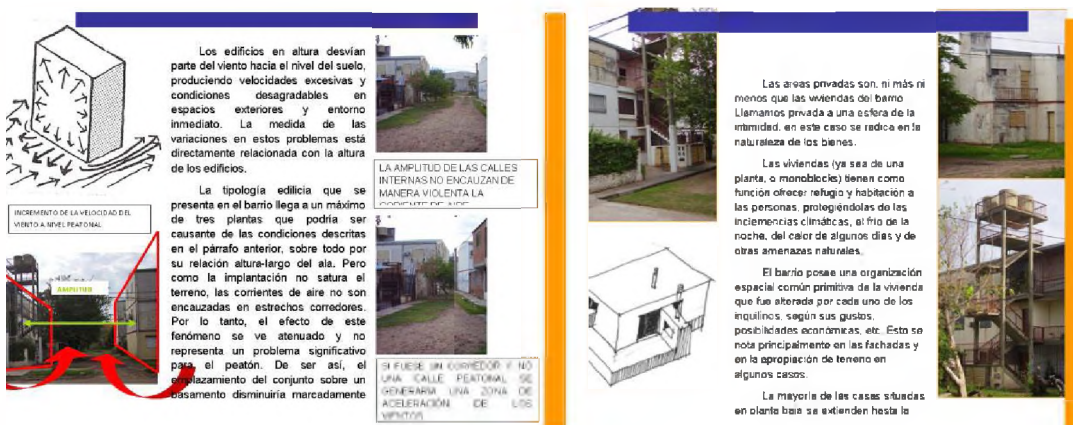 Los edificios en altura desvían
parte del viento hacia el nivel del suelo,
produciendo velocidades excesivas y
condiciones desagradables en
espacios exteriores y entorno
inmediato. La medida de las
variaciones en estos problemas está
directamente relacionada con la altura
de los edificios.
La tipología edilicia que se
presenta en el barrio llega a un máximo
de tres plantas que podría ser
causante de las condiciones descritas
en el párrafo anterior, sobre todo por
su relación altura-largo del ala. Pero
como la implantación no satura el
terreno, las corrientes de aire no son
encauzadas en estrechos corredores.
Por lo tanto, el efecto de este
fenómeno se ve atenuado y no
representa un problema significativo
para el peatón. De ser así, el
emplazamiento del conjunto sobre un
basamento disminuiría marcadamente
INCREMENTO DE LA VELOCIDAD DEL
VIENTO A NIVEL PEATONAL
AMPLITUD
LA AMPLITUD DE LAS CALLES
INTERNAS NO ENCAUZAN DE
MANERA VIOLENTA LA
CORIENTE DE AIRE
SI FUESE UN CORREDOR Y NO
UNA CALLE PEATONAL SE
GENERARIA UNA ZONA DE
ACELERACIÓN DE LOS
VIENTOS
Las areas privadas son, ni más ni
menos que las viviendas del barrio
Llamamos privada a una esfera de la
intimidad, en este caso se radica en la
naturaleza de los bienes.
Las viviendas (ya sea de una
planta, o monoblocks) tienen como
función ofrecer refugio y habitación a
las personas, protegiéndolas de las
inclemencias climáticas, el frío de la
noche, del calor de algunos días y de
otras amenazas naturales.
El barrio posee una organización
espacial común primitiva de la vivienda
que fue alterada por cada uno de los
inquilinos, según sus gustos,
posibilidades económicas, etc. Esto se
nota principalmente en las fachadas y
en la apropiación de terreno en
algunos casos.
La mayoría de las casas situadas
en planta baja se extienden hasta la